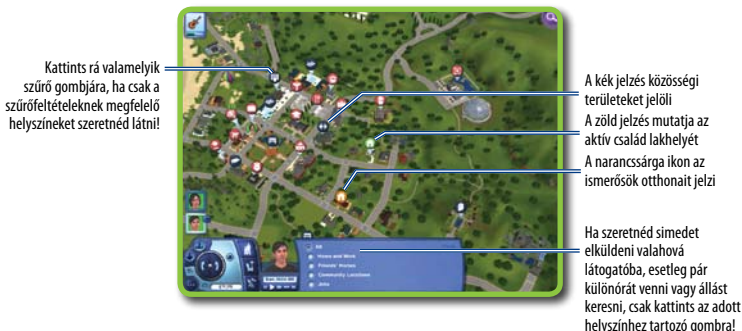 Kattints rá valamelyik
szűrő gombjára, ha csak a
szűrőfeltételeknek megfelelő
helyszíneket szeretnéd látni!
A kék jelzés közösségi
területeket jelöli
A zöld jelzés mutatja az
aktív család lakhelyét
A narancssárga ikon az
ismerősök otthonait jelzi
Ha szeretnéd simedet
elküldeni valahová
látogatóba, esetleg pár
különórát venni vagy állást
keresni, csak kattints az adott
helyszínhez tartozó gombra!
All
Home and Work
Friends' Homes
Community Locations
Jobs